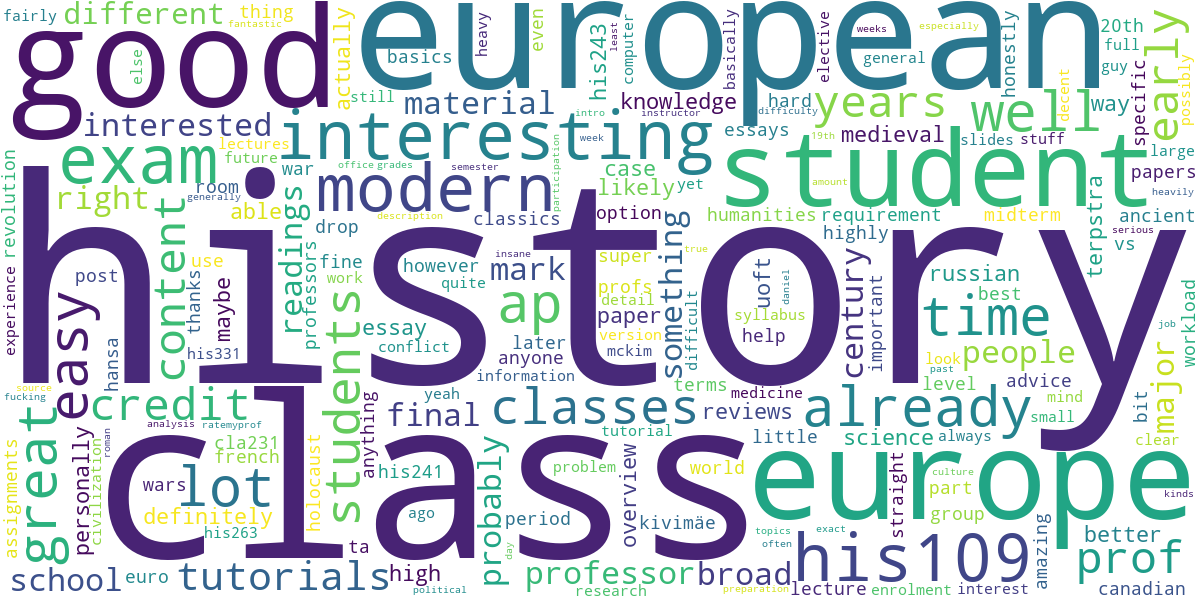 fairly
different
thing
fantastic
good
european
heavy
even
basics
else
actually
his243
computer
least
basically
weeks
elective
especially
general
honestly
20th
full
guy
early
possibly
decent
way
specific
still
material
knowledge
hard
years
well
interested
lectures
future
interesting
intro
instructor
difficulty
week
essays
19th
medieval
slides
stuff
large
papers
heavily
revolution
exam
war
office
grades
semester
participation
case
likely
yet
student
amount
right
room
generally
able
modern
description
classics
option
humanities
requirement
midterm
ancient
serious
vs
terpstra
drop
super
true
highly
history
content
readings
professors
use
post
thanks
maybe
fine
work
however
quite
insane
mark
profs
detail
something
uoft
daniel
syllabus
century
important
russian
best
experience
his331
essay
conflict
ap
paper
version
mckim
difficult
help
time
people
look
past
job
workload
hansa
easy
later
anyone
information
terms
medicine
level
advice
mind
major
source
fucking
great
credit
students
yeah
final
classes
reviews
already
small
bit
clear
analysis
ratemyprof
anything
tutorial
little
science
always
assignments
personally
roman
civilization
cla231
french
holocaust
class
his241
probably
problem
world
overview
europe
straight
culture
part
group
kinds
wars
lot
definitely
his263
ago
period
kivimäe
day
topics
often
exact
better
ta
school
euro
tutorials
high
political
professor
research
broad
preparation
lecture
his109
enrolment
interest
amazing
prof
canadian